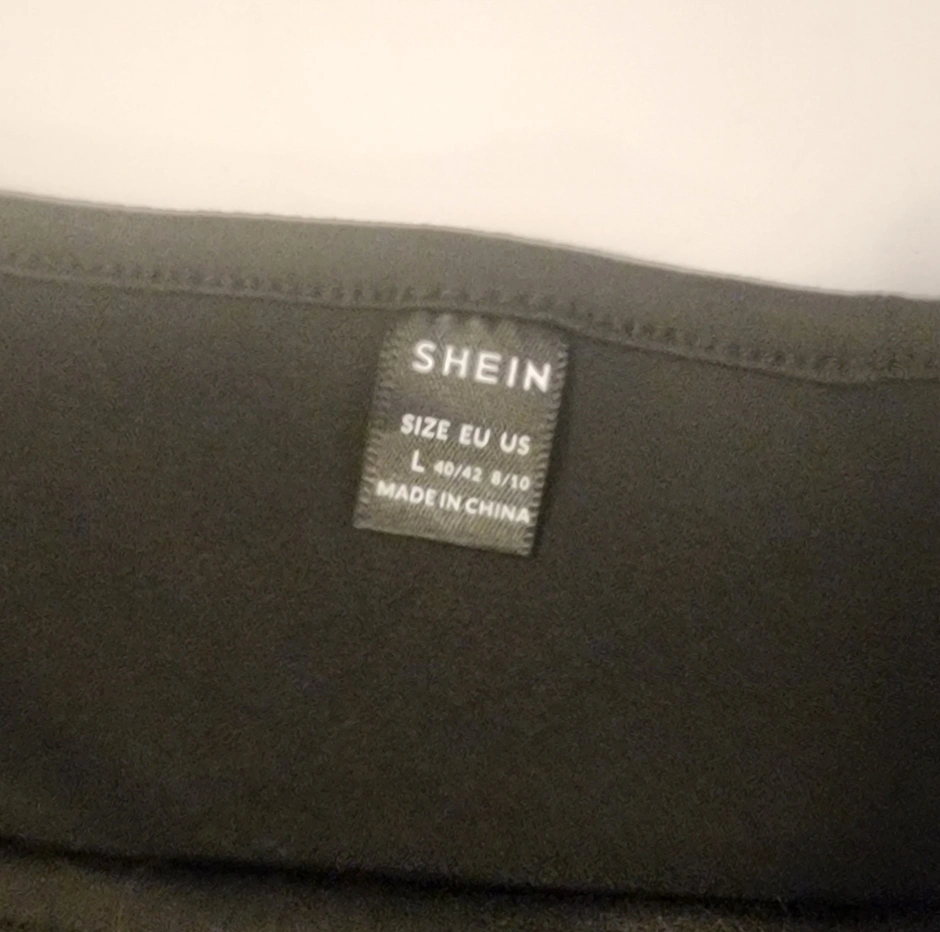 SHEIN
SIZE EU US
L 40/42 8/10
MADE IN CHINA